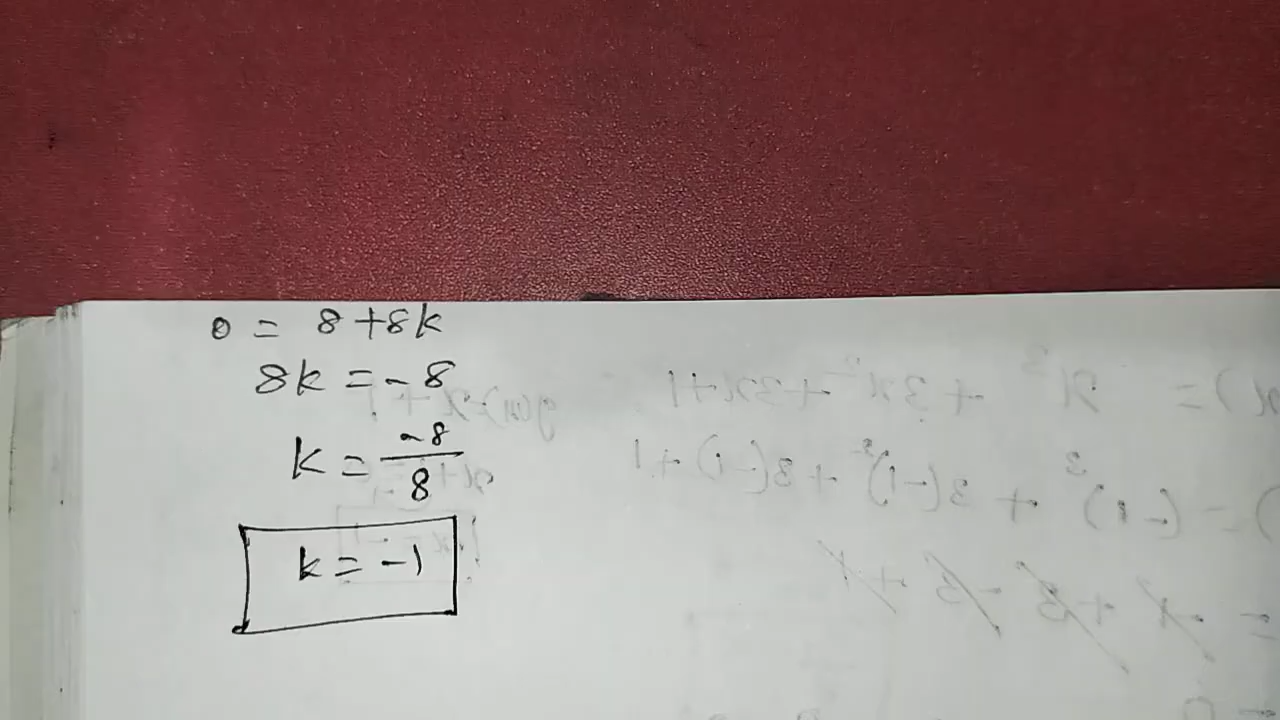 0 = 8 + 8k
8k = - 8
k = -8/8
k = -1